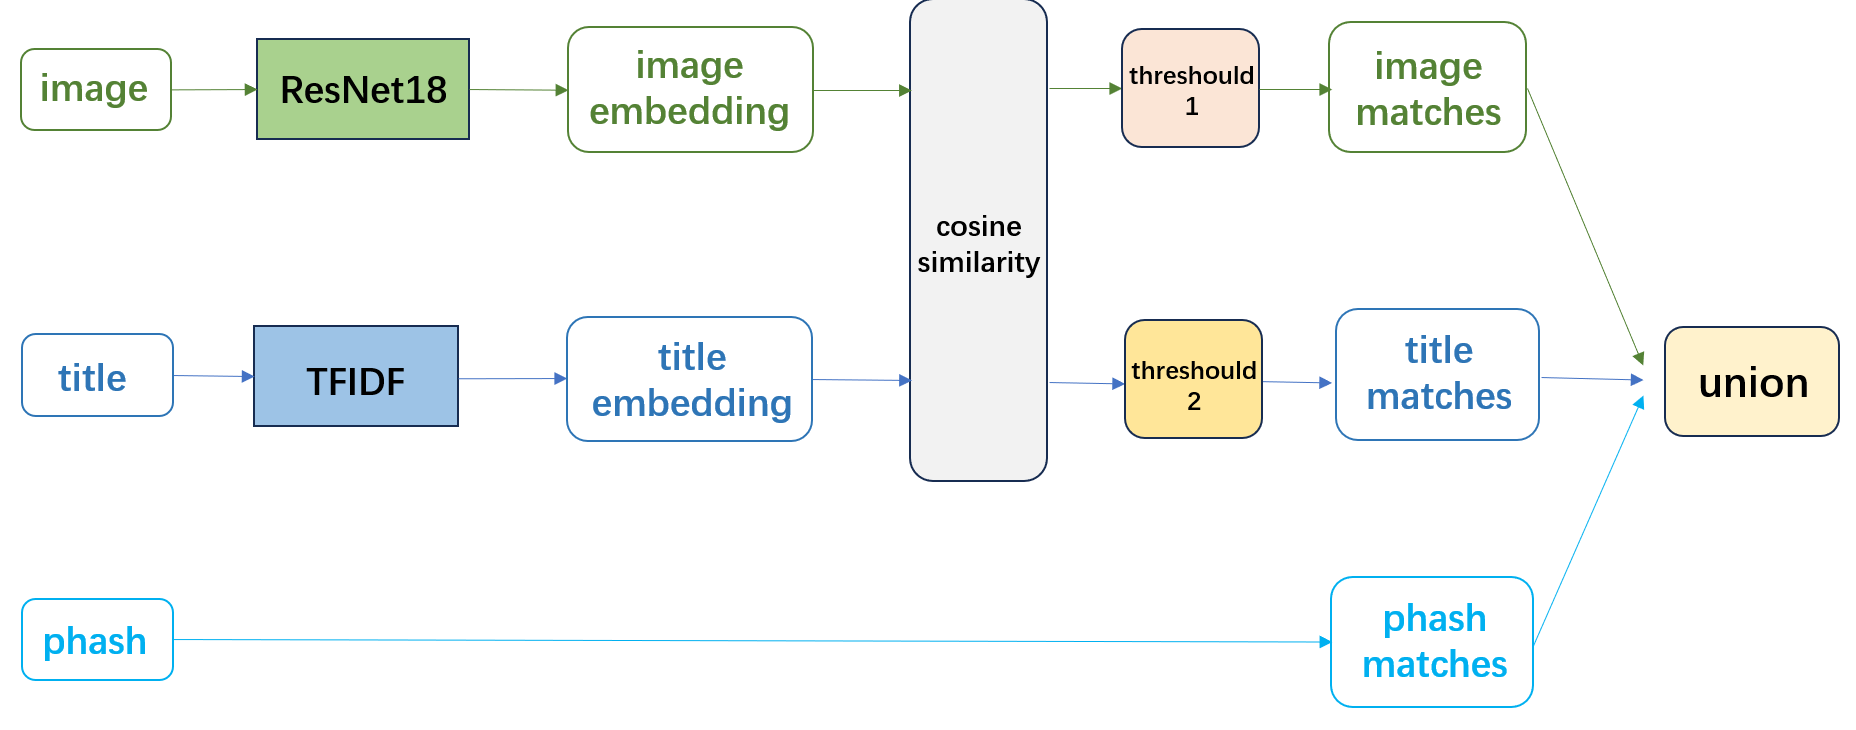 image
ResNet18
image
embedding
cosine
similarity
threshould
1
image
matches
title
TFIDF
title
embedding
threshould
2
title
matches
union
phash
phash
matches